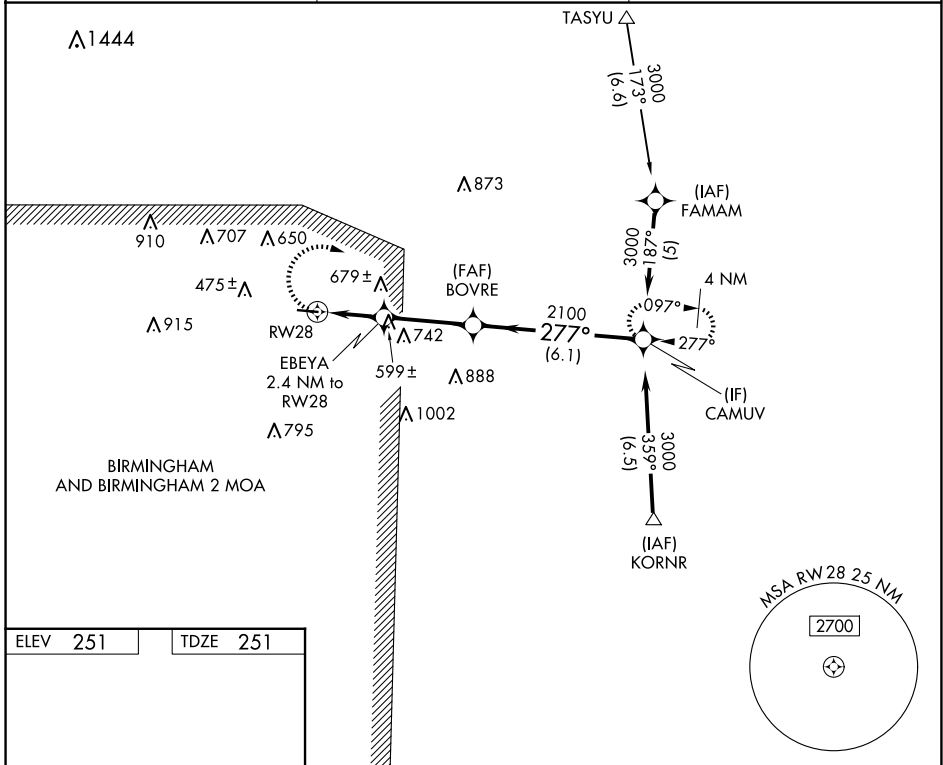 1444
TASYU
3000
173°
(6.6)
873
(IAF)
FAMAM
910
707
650
187°
(5)
3000
4 NM
475±
679±
(FAF)
BOVRE
097°
915
RW28
742
2100
277°
(6.1)
277°
EBEYA
2.4 NM to
RW28
599±
888
(IF)
CAMUV
1002
795
3000
359°
(6.5)
BIRMINGHAM
AND BIRMINGHAM 2 MOA
(IAF)
KORNR
MSA RW28 25 NM
2700
ELEV 251
TDZE 251